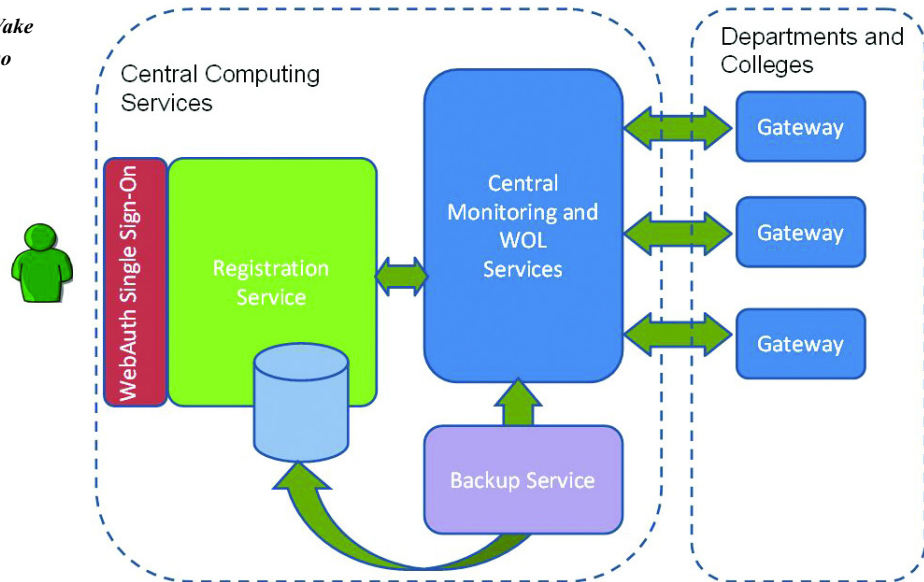 Central Computing
Services
WebAuth Single Sign-On
Registration
Service
Central
Monitoring and
WOL
Services
Backup Service
Departments and
Colleges
Gateway
Gateway
Gateway